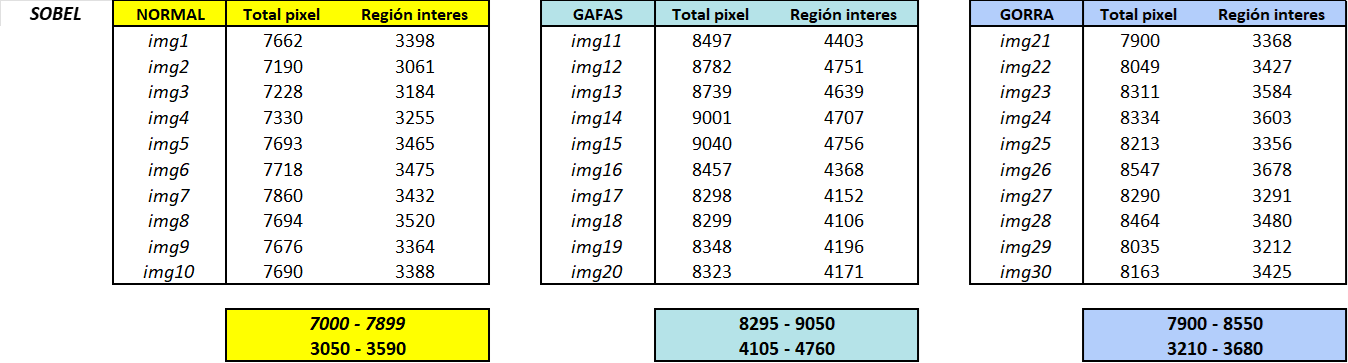 SOBEL NORMAL Total pixel Región interes GAFAS Total pixel Región interes GORRA Total pixel Región interes
img1 7662 3398 img11 8497 4403 img21 7900 3368
img2 7190 3061 img12 8782 4751 img22 8049 3427
img3 7228 3184 img13 8739 4639 img23 8311 3584
img4 7330 3255 img14 9001 4707 img24 8334 3603
img5 7693 3465 img15 9040 4756 img25 8213 3356
img6 7718 3475 img16 8457 4368 img26 8547 3678
img7 7860 3432 img17 8298 4152 img27 8290 3291
img8 7694 3520 img18 8299 4106 img28 8464 3480
img9 7676 3364 img19 8348 4196 img29 8035 3212
img10 7690 3388 img20 8323 4171 img30 8163 3425
7000 - 7899 8295 - 9050 7900 - 8550
3050 - 3590 4105 - 4760 3210 - 3680